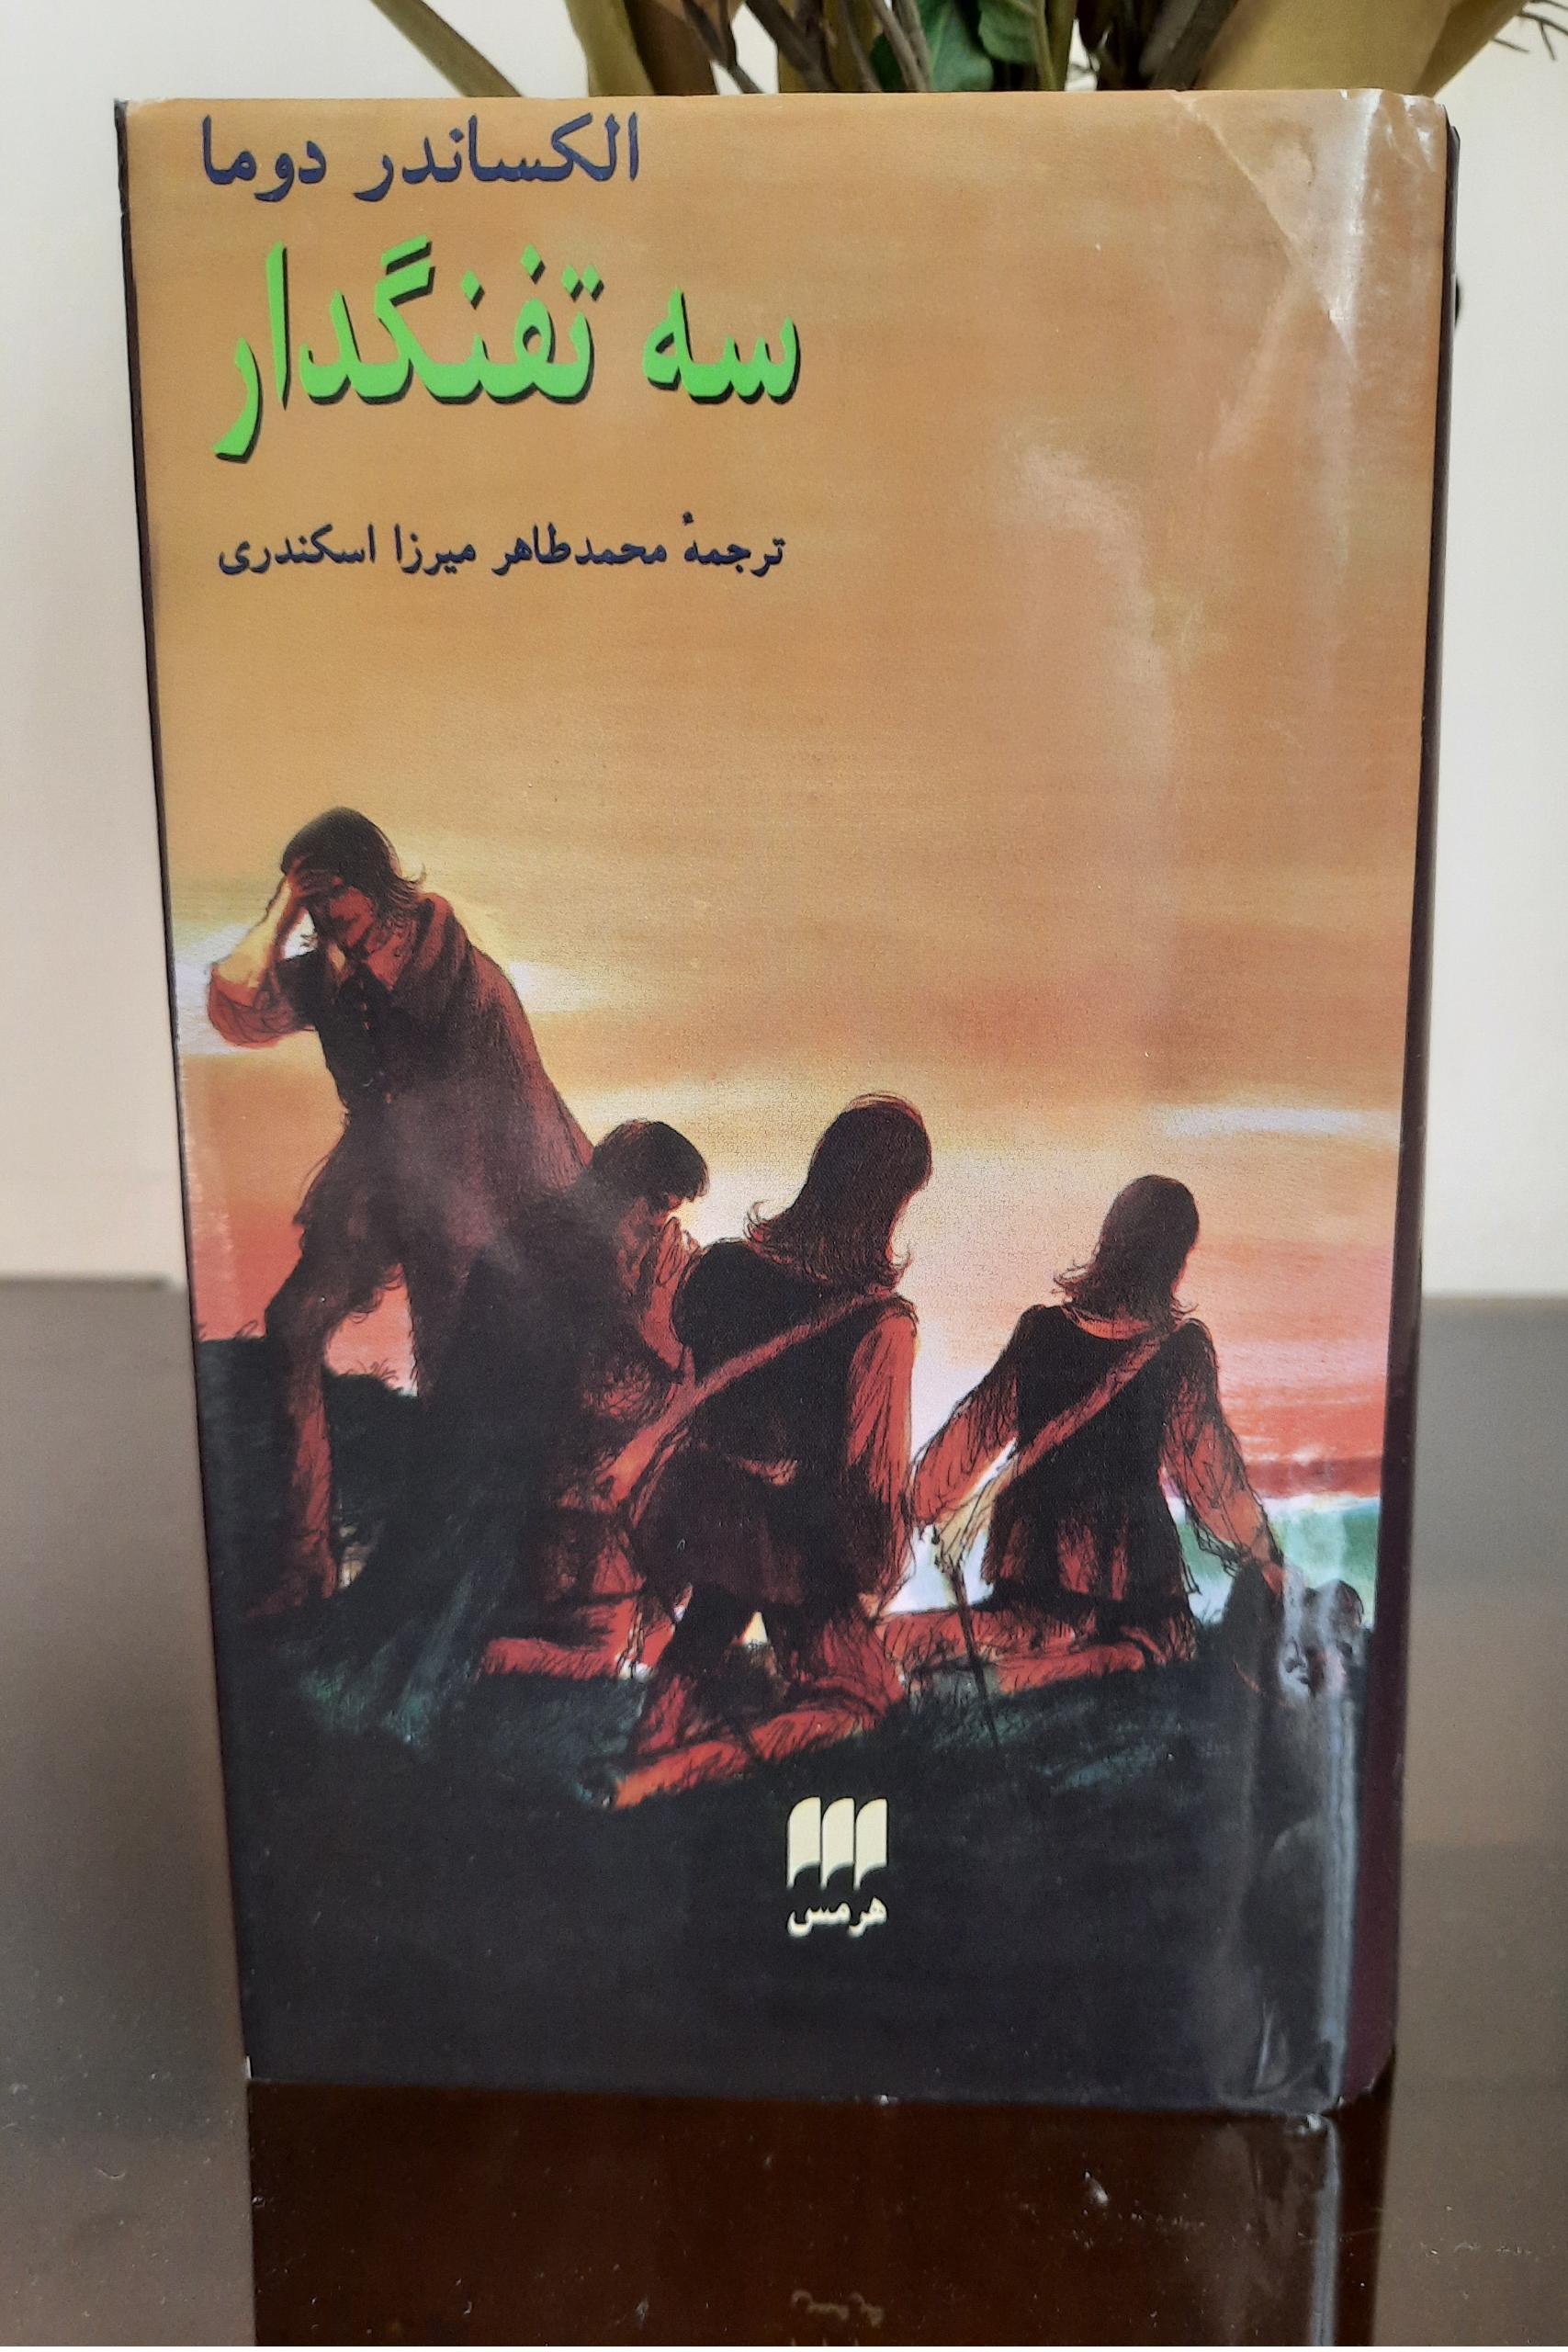 الکساندر دوما
سه تفنگدار
ترجمهٔ محمدطاهر میرزا اسکندری
هرمس